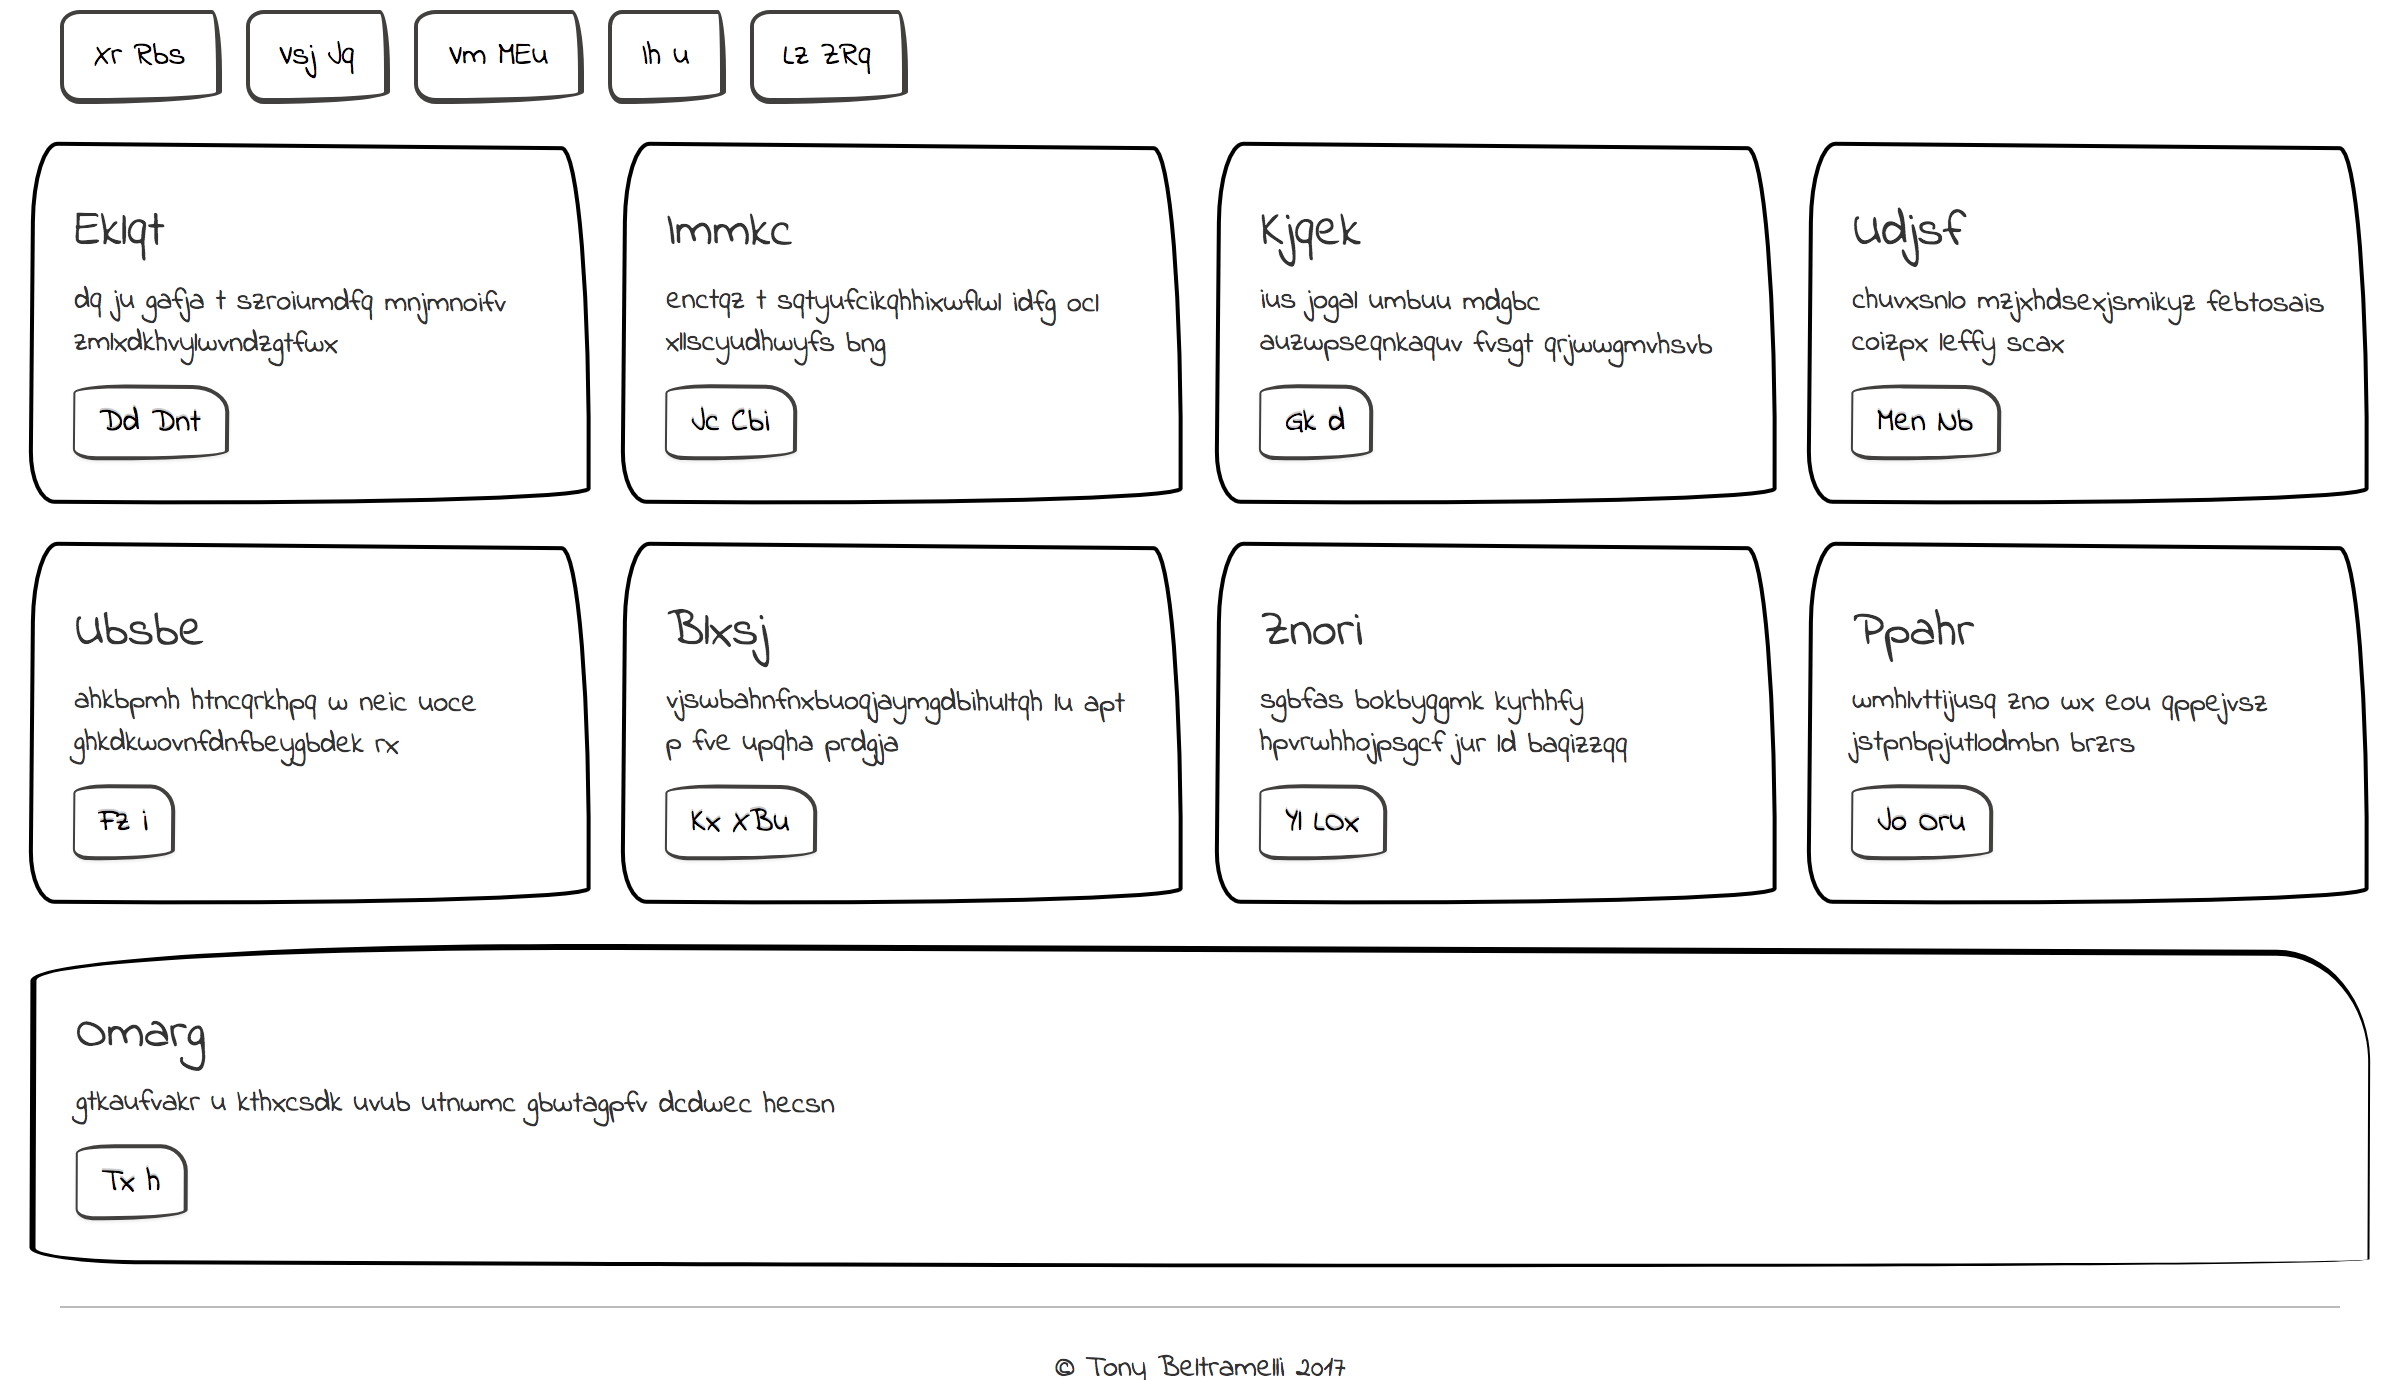 Xr Rbs
Vsj Jq
Vm MEu
Ih u
Lz ZRq
Eklqt
dq ju gafja t szroiumdfq mnjmnoifv
zmlxdkhvylwvndzgtfwx
Dd Dnt
Immkc
enctqz t sqtyufcikqhhixwflwl idfg ocl
xllscyudhwyfs bng
Jc Cbi
Kjqek
ius jogal umbuu mdgbc
auzwpseqnkaquv fvsgt qrjwwgmvhsvb
Gk d
Udjsf
chuvxsnlo mzjxhdsexjsmikyz febtosais
coizpx leffy scax
Men Nb
Ubsbe
ahkbpmh htncqrkhpq w neic uoce
ghkdkwovnfdnfbeygbdek rx
Fz i
Blxsj
vjswbahnfnxbuoqjaymgdbihultqh lu apt
p fve upqha prdgja
Kx XBu
Znori
sgbfas bokbyqgmk kyrhhfy
hpvrwhhojpsgcf jur ld baqizzqq
Yl LOx
Ppahr
wmhlvttijusq zno wx eou qppejvsz
jstpnbpjutlodmbn brzrs
Jo Oru
Omarg
gtkaufvakr u kthxcsdk uvub utnwmc gbwtagpfv dcdwec hecsn
Tx h
© Tony Beltramelli 2017